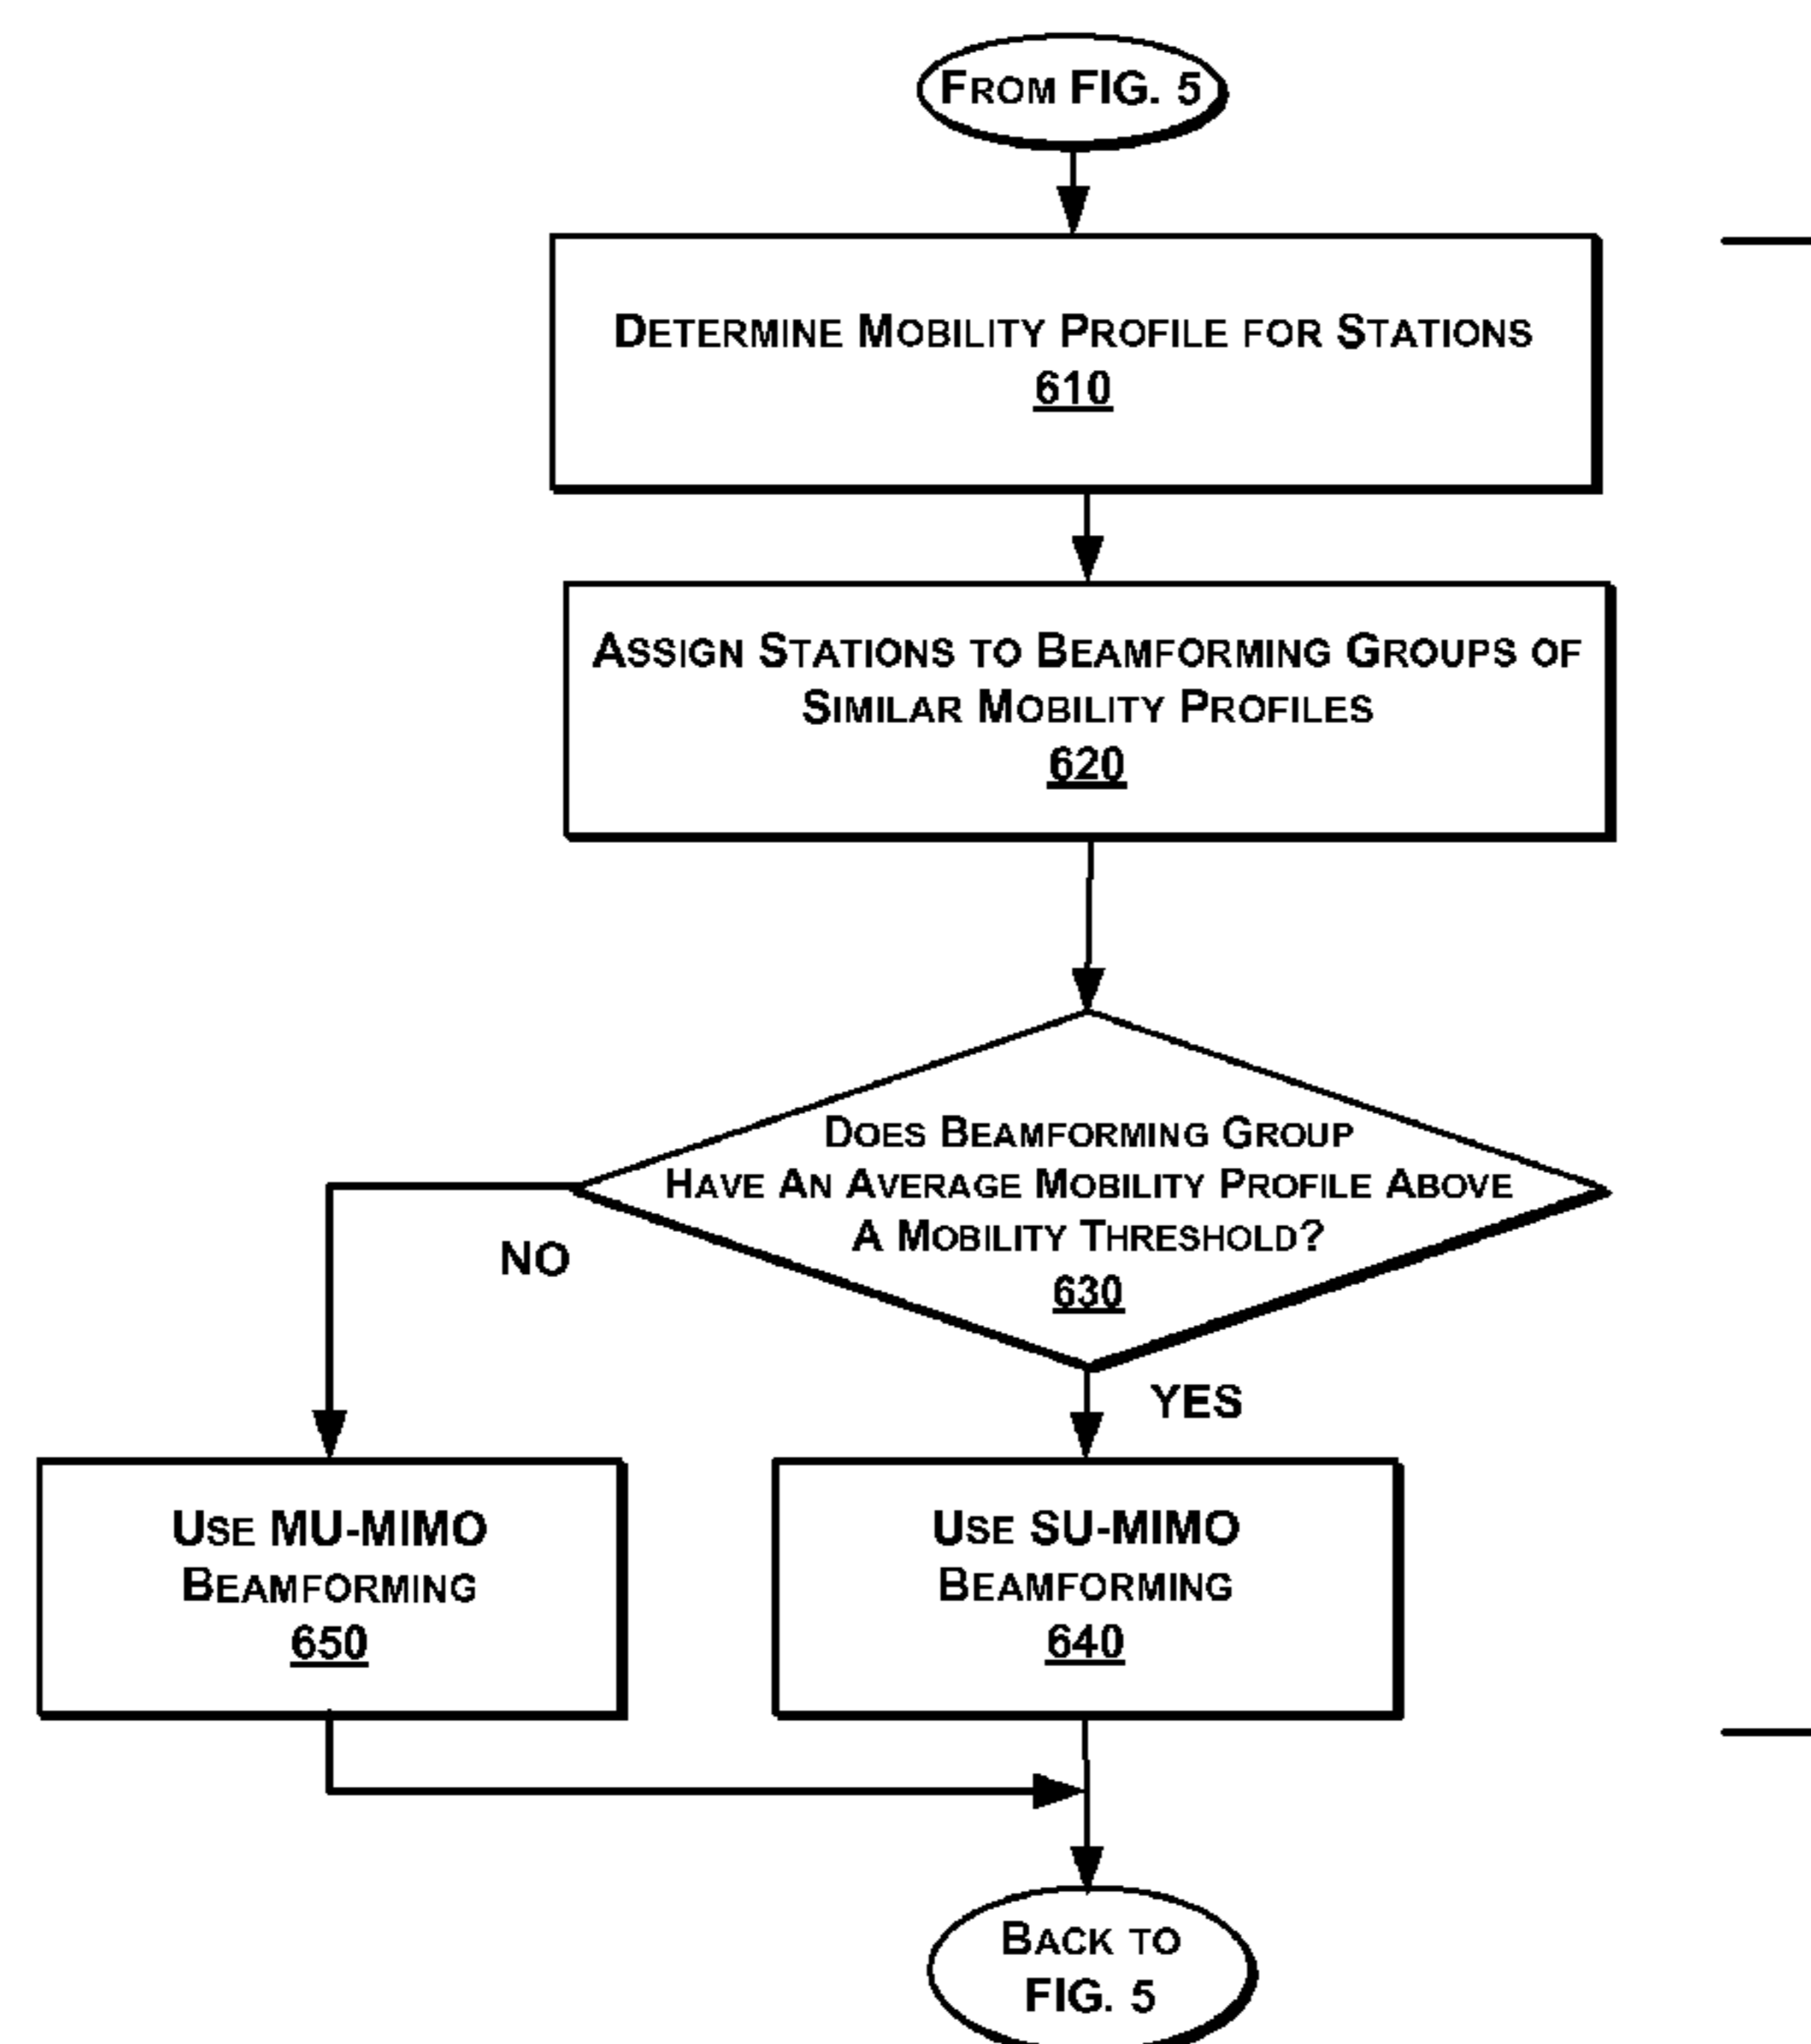 FROM FIG. 5
DETERMINE MOBILITY PROFILE FOR STATIONS
610
ASSIGN STATIONS TO BEAMFORMING GROUPS OF
SIMILAR MOBILITY PROFILES
620
DOES BEAMFORMING GROUP
HAVE AN AVERAGE MOBILITY PROFILE ABOVE
A MOBILITY THRESHOLD?
630
NO
YES
USE MU-MIMO
BEAMFORMING
650
USE SU-MIMO
BEAMFORMING
640
BACK TO
FIG. 5